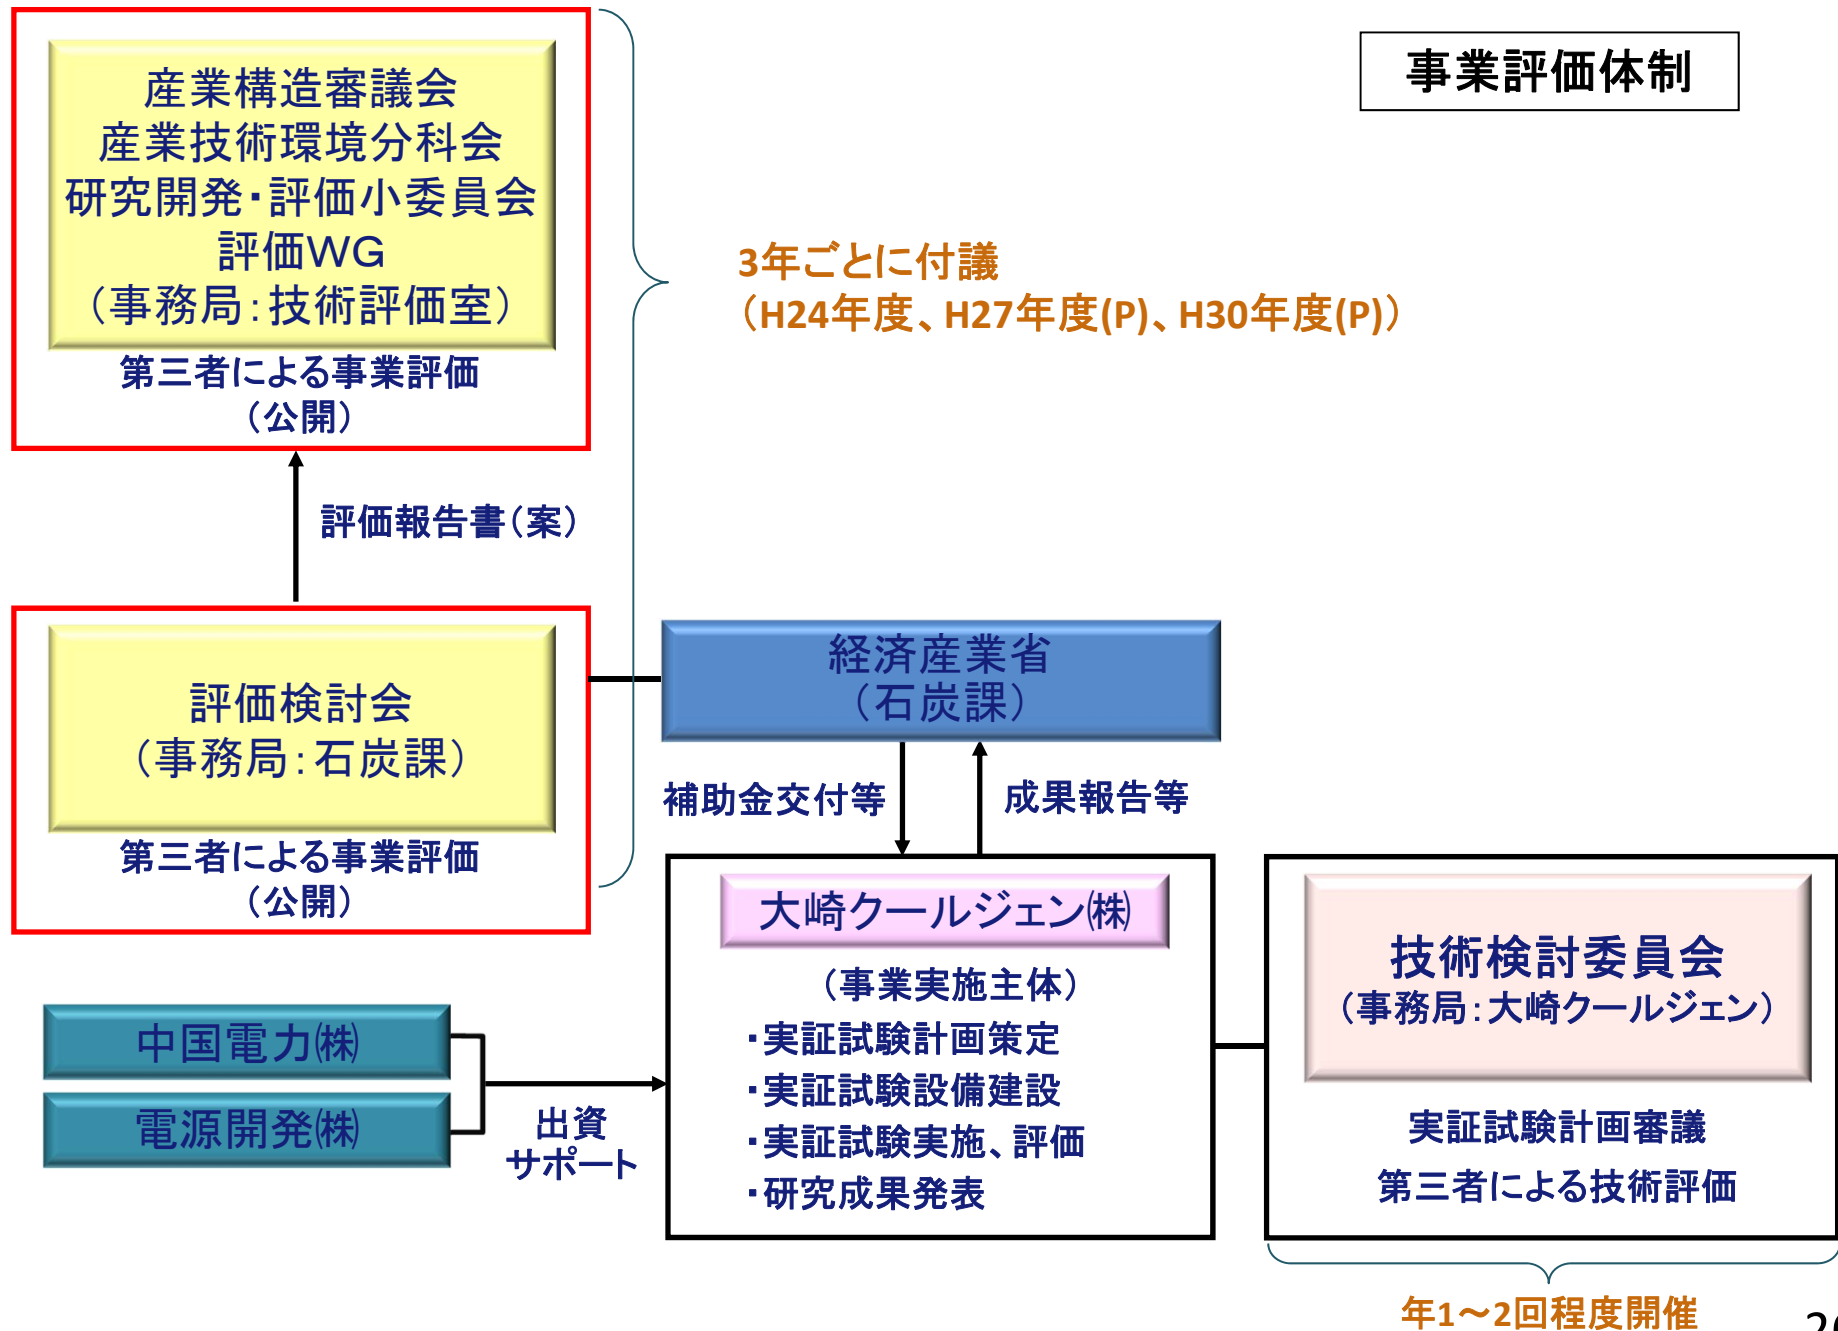 事業評価体制
産業構造審議会
産業技術環境分科会
研究開発・評価小委員会
評価WG
（事務局：技術評価室）
第三者による事業評価
（公開）
3年ごとに付議
（H24年度、H27年度(P)、H30年度(P)）
評価報告書（案）
評価検討会
（事務局：石炭課）
第三者による事業評価
（公開）
経済産業省
（石炭課）
補助金交付等
成果報告等
大崎クールジェン㈱
（事業実施主体）
・実証試験計画策定
・実証試験設備建設
・実証試験実施、評価
・研究成果発表
中国電力㈱
電源開発㈱
出資
サポート
技術検討委員会
（事務局：大崎クールジェン）
実証試験計画審議
第三者による技術評価
年1～2回程度開催